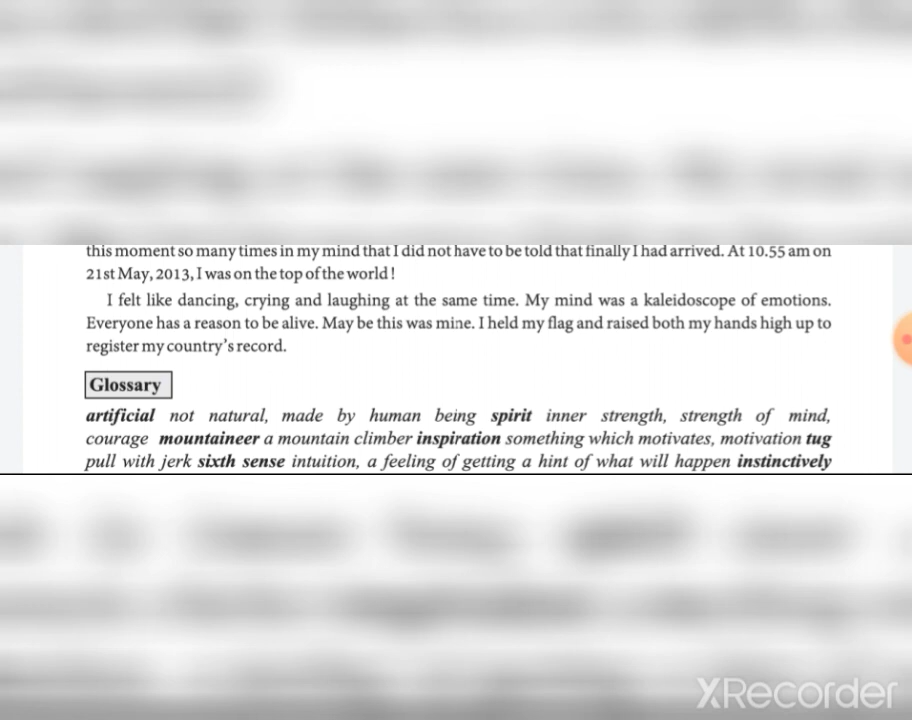 this moment so many times in my mind that I did not have to be told that finally I had arrived. At 10.55 am on
21st May, 2013, I was on the top of the world !
I felt like dancing, crying and laughing at the same time. My mind was a kaleidoscope of emotions.
Everyone has a reason to be alive. May be this was mine. I held my flag and raised both my hands high up to
register my country's record.
Glossary
artificial not natural, made by human being spirit inner strength, strength of mind,
courage mountaineer a mountain climber inspiration something which motivates, motivation tug
pull with jerk sixth sense intuition, a feeling of getting a hint of what will happen instinctively
XRecorder